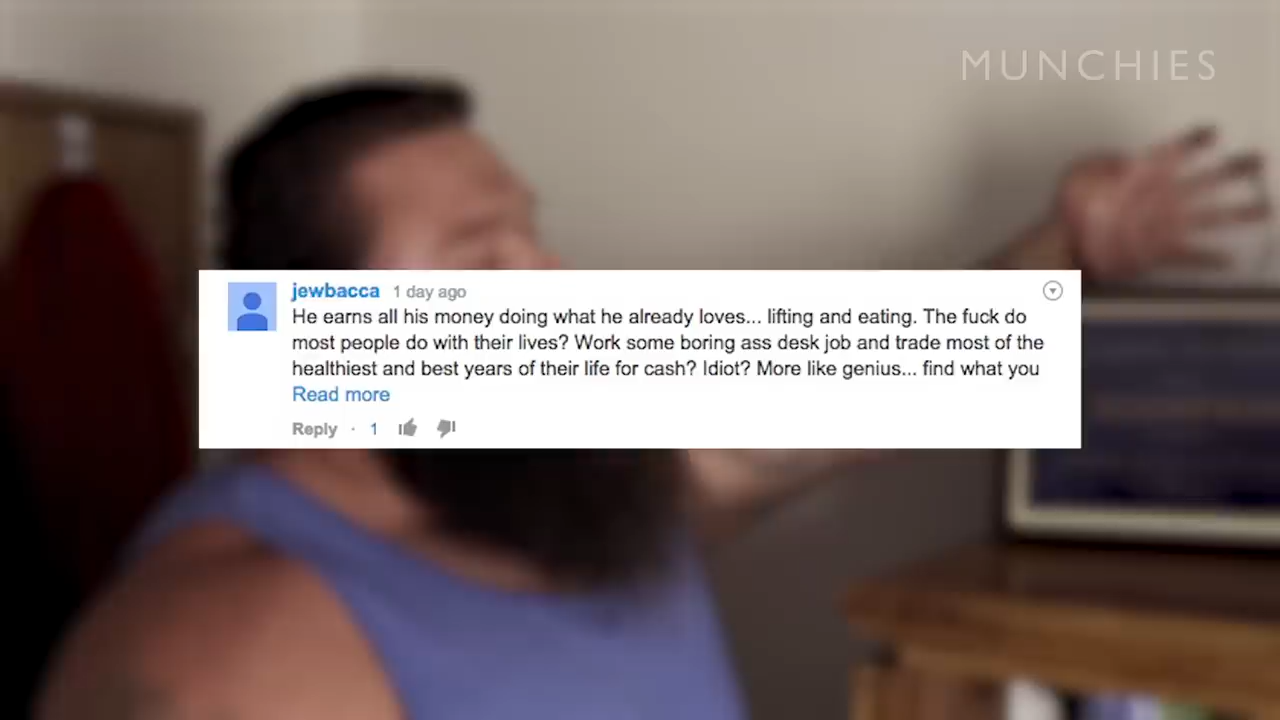 MUNCHIES
jewbacca 1 day ago
He earns all his money doing what he already loves... lifting and eating. The fuck do
most people do with their lives? Work some boring ass desk job and trade most of the
healthiest and best years of their life for cash? Idiot? More like genius... find what you
Read more
Reply · 1